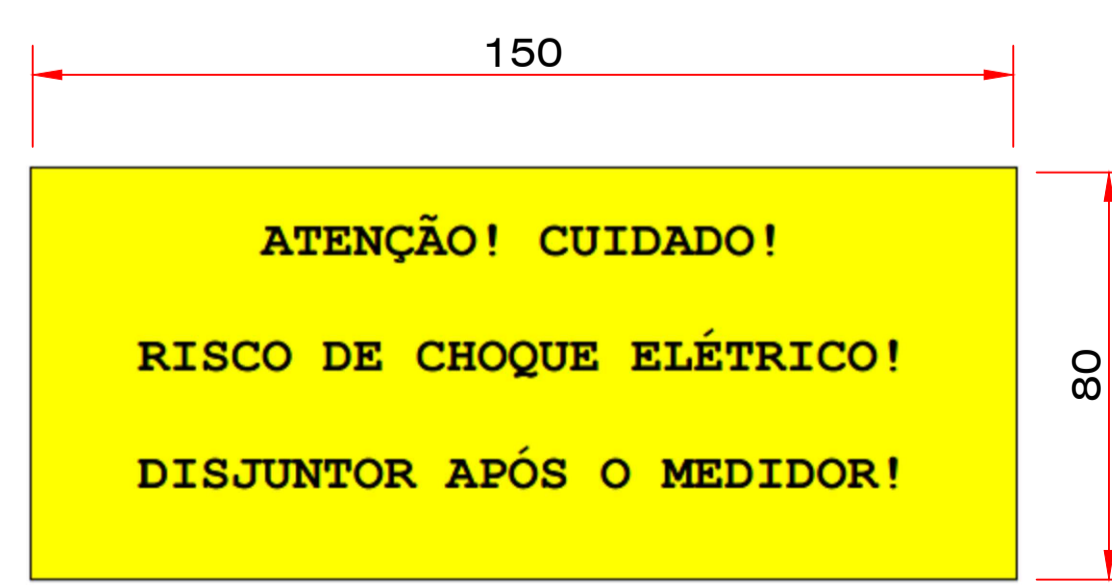 150
ATENÇÃO! CUIDADO!
RISCO DE CHOQUE ELÉTRICO!
80
DISJUNTOR APÓS O MEDIDOR!